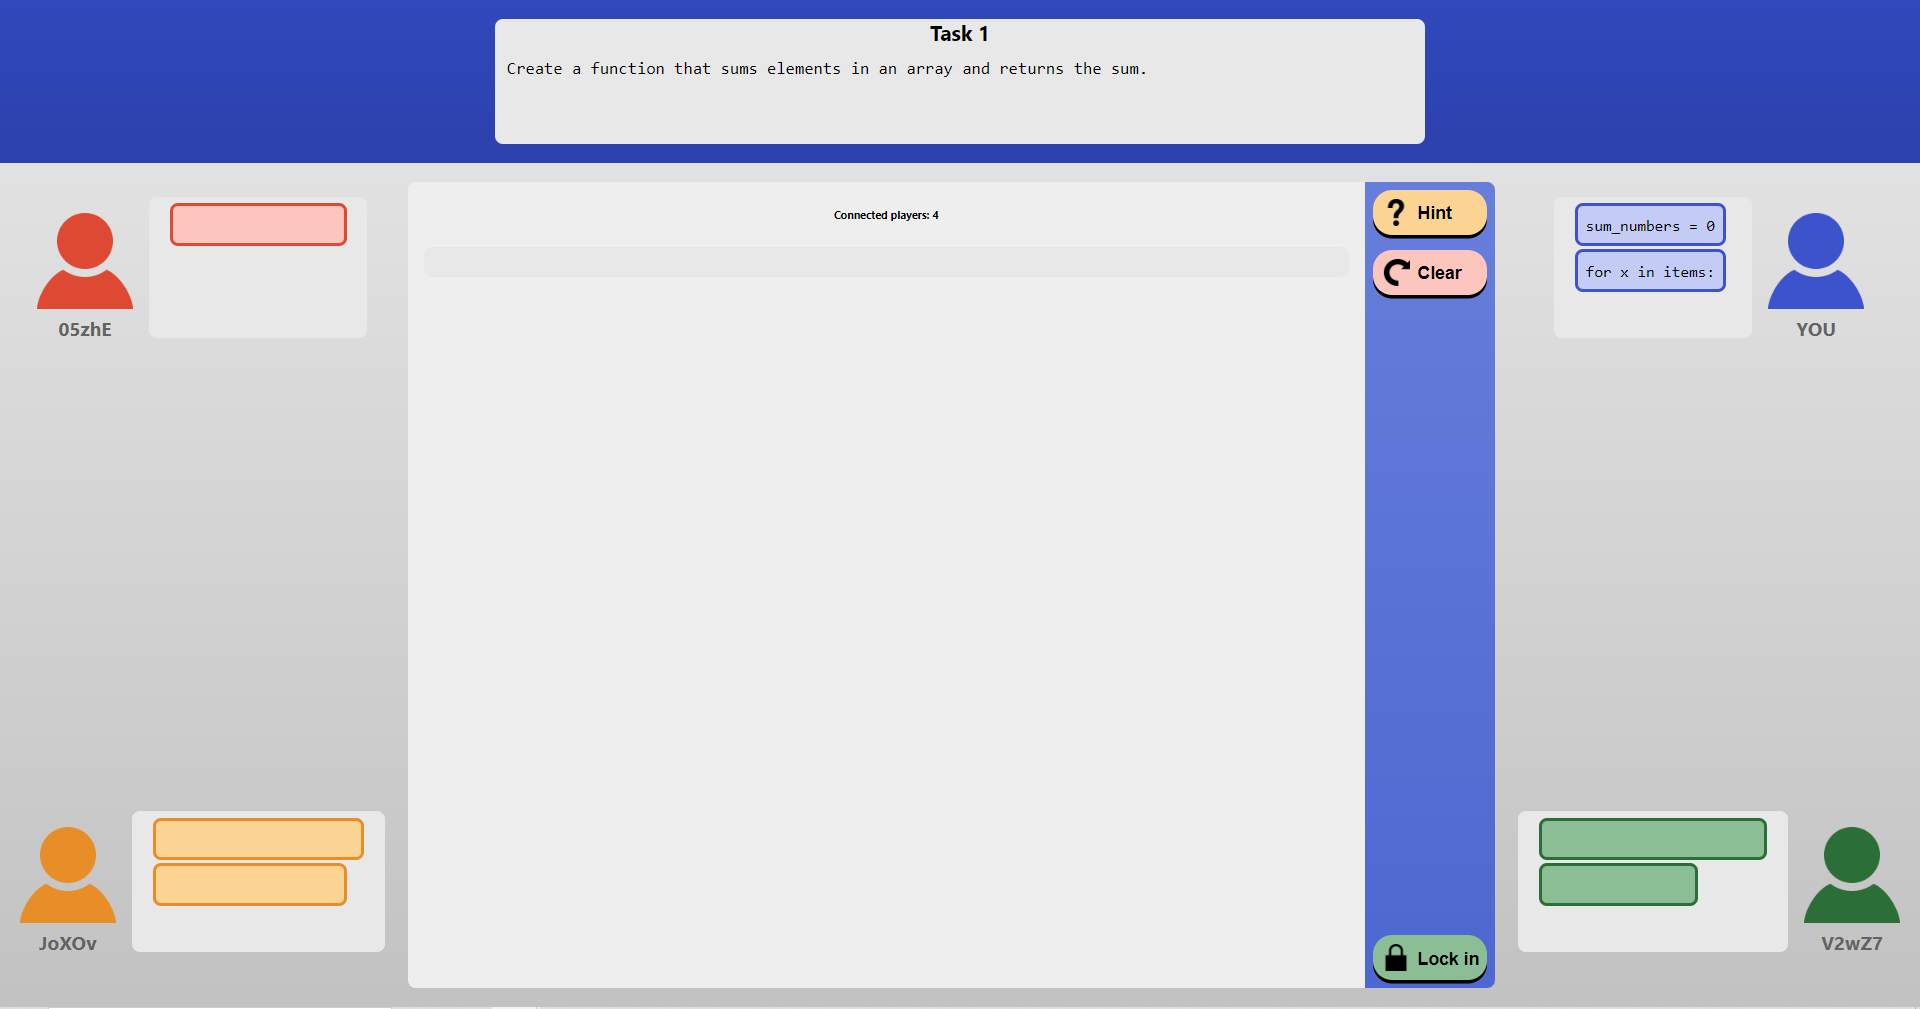 Task 1
Create a function that sums elements in an array and returns the sum.
Connected players: 4
? Hint
Clear
sum_numbers = 0
for x in items:
05zhE
YOU
JoXOv
V2wZ7
Lock in